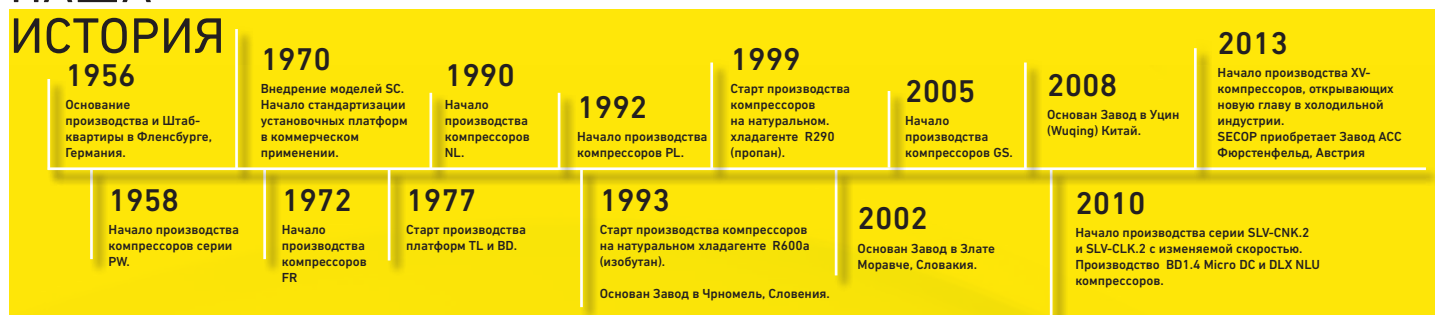 НАША
ИСТОРИЯ
1956
Основание
производства и Штаб-
квартиры в Фленсбурге,
Германия.
1958
Начало производства
компрессоров серии
PW.
1970
Внедрение моделей SC.
Начало стандартизации
установочных платформ
в коммерческом
применении.
1972
Начало
производства
компрессоров
FR
1977
Старт производства
платформ TL и BD.
1990
Начало
производства
компрессоров
NL.
1992
Начало производства
компрессоров PL.
1993
Старт производства компрессоров
на натуральном хладагенте R600a
(изобутан).
Основан Завод в Чрномель, Словения.
1999
Старт производства
компрессоров
на натуральном.
хладагенте R290
(пропан).
2002
Основан Завод в Злате
Моравче, Словакия.
2005
Начало
производства
компрессоров GS.
2008
Основан Завод в Уцин
(Wuqing) Китай.
2010
Начало производства серии SLV-CNK.2
и SLV-CLK.2 с изменяемой скоростью.
Производство BD1.4 Micro DC и DLX NLU
компрессоров.
2013
Начало производства XV-
компрессоров, открывающих
новую главу в холодильной
индустрии.
SECOP приобретает Завод ACC
Фюрстенфельд, Австрия